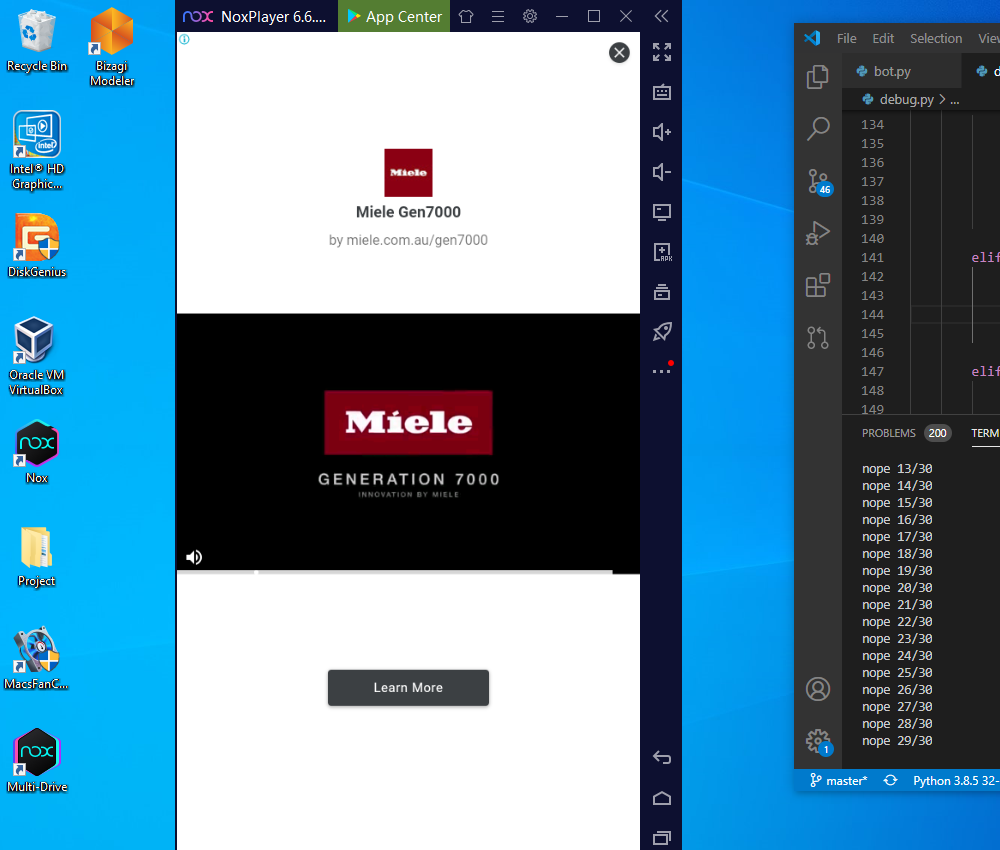 Recycle Bin
Bizagi
Modeler
Intel® HD
Graphic...
DiskGenius
Oracle VM
VirtualBox
nox
Nox
Project
MacsFanC...
nox
Multi-Drive
nox NoxPlayer 6.6....
App Center
Miele
Miele Gen7000
by miele.com.au/gen7000
Miele
GENERATION 7000
INNOVATION BY MIELE
Learn More
APK
File Edit Selection View
bot.py
debug.py > ...
134
135
136
137
138
139
140
141 elif
142
143
144
145
146
147 elif
148
149
46
PROBLEMS 200 TERM
nope 13/30
nope 14/30
nope 15/30
nope 16/30
nope 17/30
nope 18/30
nope 19/30
nope 20/30
nope 21/30
nope 22/30
nope 23/30
nope 24/30
nope 25/30
nope 26/30
nope 27/30
nope 28/30
nope 29/30
1
master*
Python 3.8.5 32-